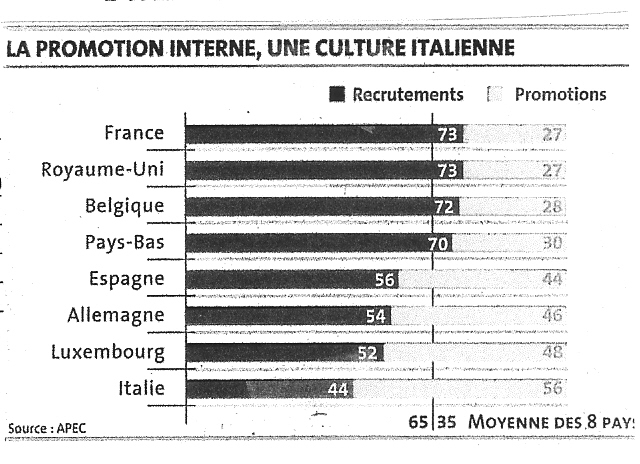 LA PROMOTION INTERNE, UNE CULTURE ITALIENNE
Recrutements Promotions
France 73 27
Royaume-Uni 73 27
Belgique 72 28
Pays-Bas 70 30
Espagne 56 44
Allemagne 54 46
Luxembourg 52 48
Italie 44 56
Source : APEC 65 35 MOYENNE DES 8 PAYS